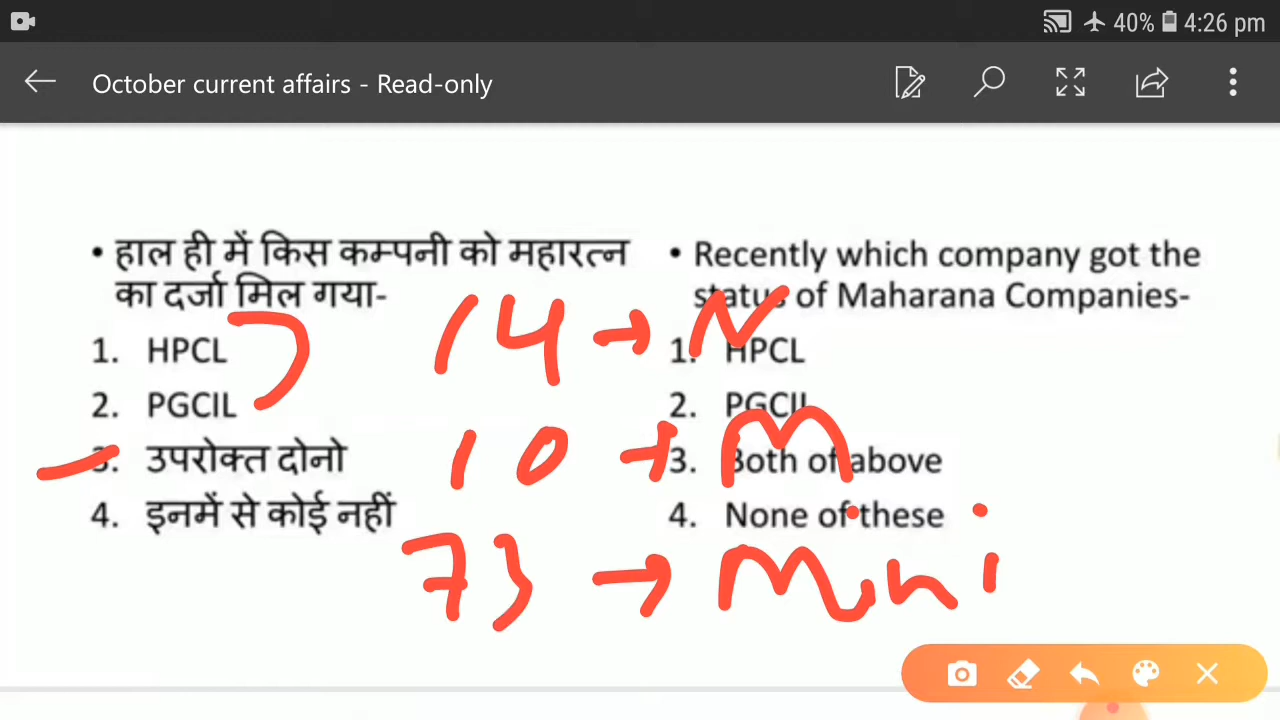 40% 4:26 pm
October current affairs - Read-only
• हाल ही में किस कम्पनी को महारत्न
का दर्जा मिल गया-
1. HPCL
2. PGCIL
3. उपरोक्त दोनो
4. इनमें से कोई नहीं
• Recently which company got the
status of Maharana Companies-
1. HPCL
2. PGCIL
3. Both of above
4. None of these
14 → N
10 → M
73 → Mini